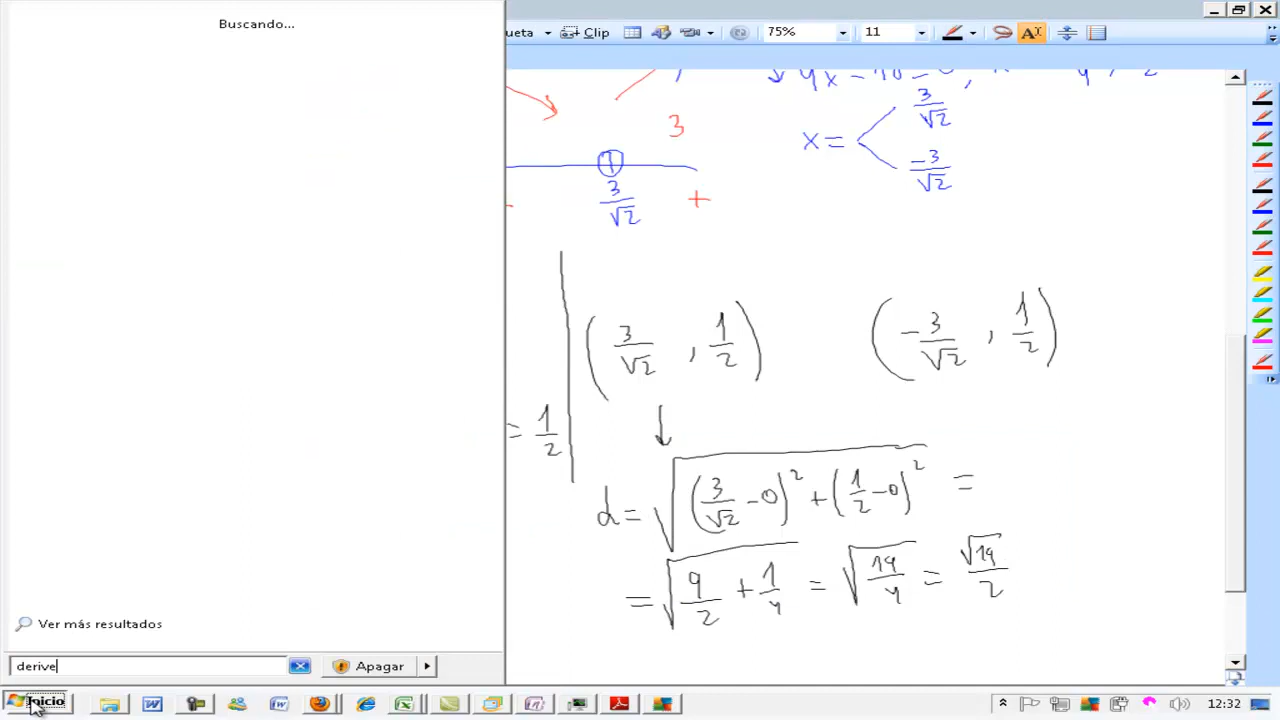 Buscando...
ueta Clip 75% 11
x = 3/√2
-3/√2
3
3/√2
+
(3/√2 , 1/2) (-3/√2 , 1/2)
= 1/2
d = √((3/√2 - 0)² + (1/2 - 0)²) =
= √(9/2 + 1/4) = √(19/4) = √19/2
Ver más resultados
derive
Apagar
Inicio
12:32